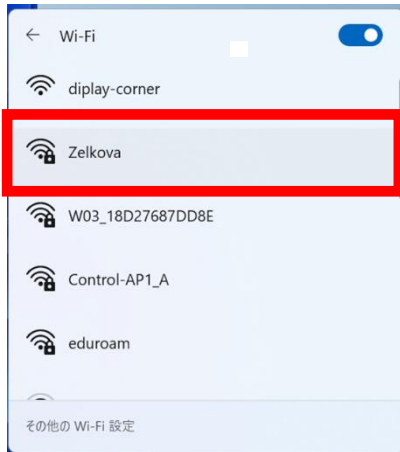 Wi-Fi
diplay-corner
Zelkova
W03_18D27687DD8E
Control-AP1_A
eduroam
その他の Wi-Fi 設定